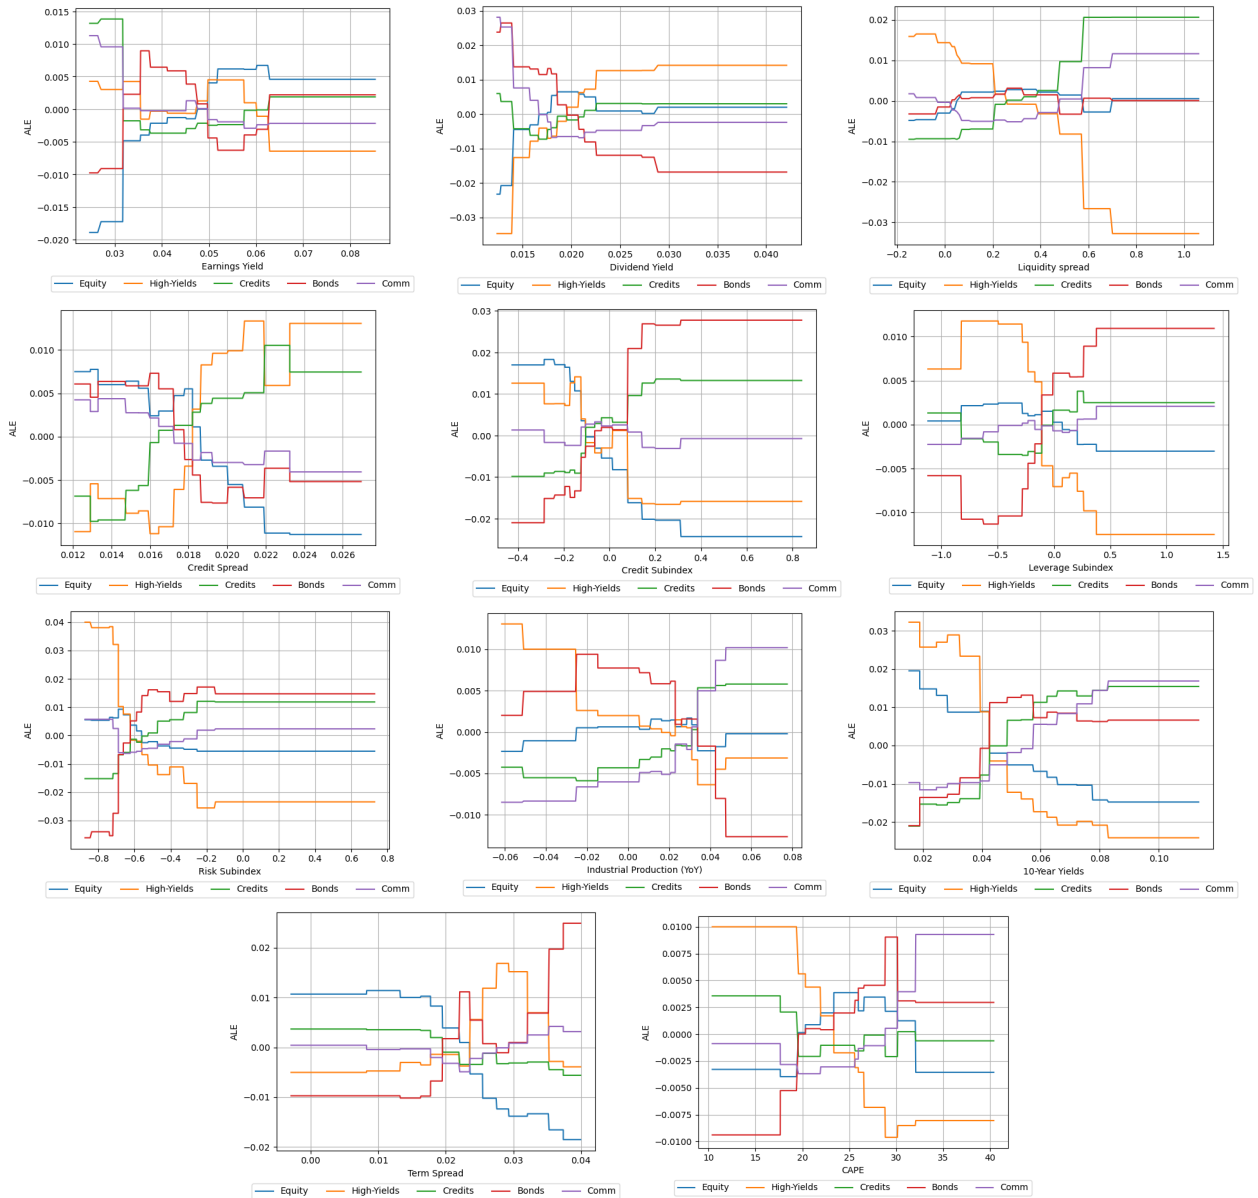 0.015
0.010
0.005
0.000
−0.005
−0.010
−0.015
−0.020
ALE
0.03 0.04 0.05 0.06 0.07 0.08
Earnings Yield
Equity High-Yields Credits Bonds Comm
0.03
0.02
0.01
0.00
−0.01
−0.02
−0.03
ALE
0.015 0.020 0.025 0.030 0.035 0.040
Dividend Yield
Equity High-Yields Credits Bonds Comm
0.02
0.01
0.00
−0.01
−0.02
−0.03
ALE
−0.2 0.0 0.2 0.4 0.6 0.8 1.0
Liquidity spread
Equity High-Yields Credits Bonds Comm
0.010
0.005
0.000
−0.005
−0.010
ALE
0.012 0.014 0.016 0.018 0.020 0.022 0.024 0.026
Credit Spread
Equity High-Yields Credits Bonds Comm
0.03
0.02
0.01
0.00
−0.01
−0.02
ALE
−0.4 −0.2 0.0 0.2 0.4 0.6 0.8
Credit Subindex
Equity High-Yields Credits Bonds Comm
0.010
0.005
0.000
−0.005
−0.010
ALE
−1.0 −0.5 0.0 0.5 1.0 1.5
Leverage Subindex
Equity High-Yields Credits Bonds Comm
0.04
0.03
0.02
0.01
0.00
−0.01
−0.02
−0.03
ALE
−0.8 −0.6 −0.4 −0.2 0.0 0.2 0.4 0.6 0.8
Risk Subindex
Equity High-Yields Credits Bonds Comm
0.010
0.005
0.000
−0.005
−0.010
ALE
−0.06 −0.04 −0.02 0.00 0.02 0.04 0.06 0.08
Industrial Production (YoY)
Equity High-Yields Credits Bonds Comm
0.03
0.02
0.01
0.00
−0.01
−0.02
ALE
0.02 0.04 0.06 0.08 0.10
10-Year Yields
Equity High-Yields Credits Bonds Comm
0.02
0.01
0.00
−0.01
−0.02
ALE
0.00 0.01 0.02 0.03 0.04
Term Spread
Equity High-Yields Credits Bonds Comm
0.0100
0.0075
0.0050
0.0025
0.0000
−0.0025
−0.0050
−0.0075
−0.0100
ALE
10 15 20 25 30 35 40
CAPE
Equity High-Yields Credits Bonds Comm